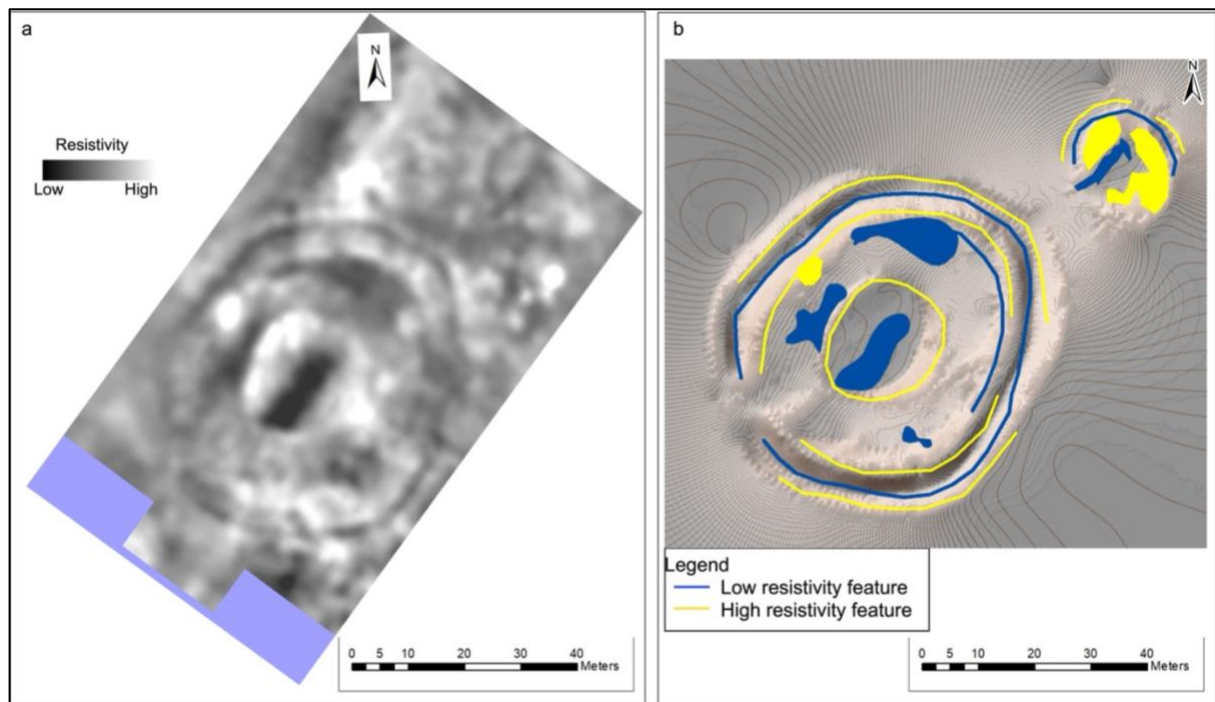 a
N
Resistivity
Low High
0 5 10 20 30 40
Meters
b
N
Legend
Low resistivity feature
High resistivity feature
0 5 10 20 30 40
Meters